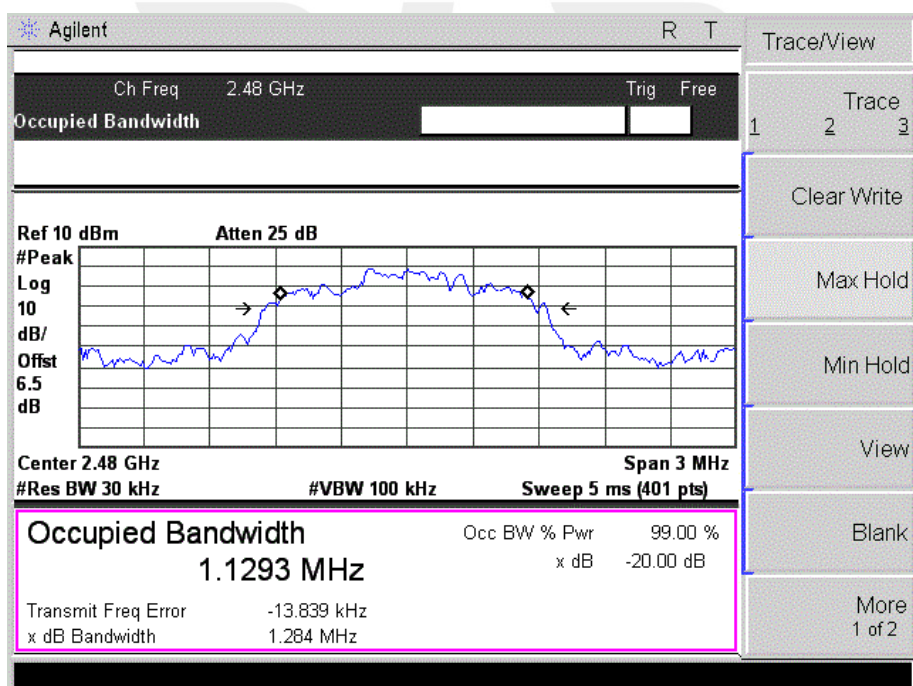 Agilent R T
Trace/View
Ch Freq 2.48 GHz Trig Free
Occupied Bandwidth
Trace
1 2 3
Clear Write
Max Hold
Min Hold
View
Blank
More
1 of 2
Ref 10 dBm Atten 25 dB
#Peak
Log
10
dB/
Offst
6.5
dB
Center 2.48 GHz Span 3 MHz
#Res BW 30 kHz #VBW 100 kHz Sweep 5 ms (401 pts)
Occupied Bandwidth
1.1293 MHz
Occ BW % Pwr 99.00 %
x dB -20.00 dB
Transmit Freq Error -13.839 kHz
x dB Bandwidth 1.284 MHz